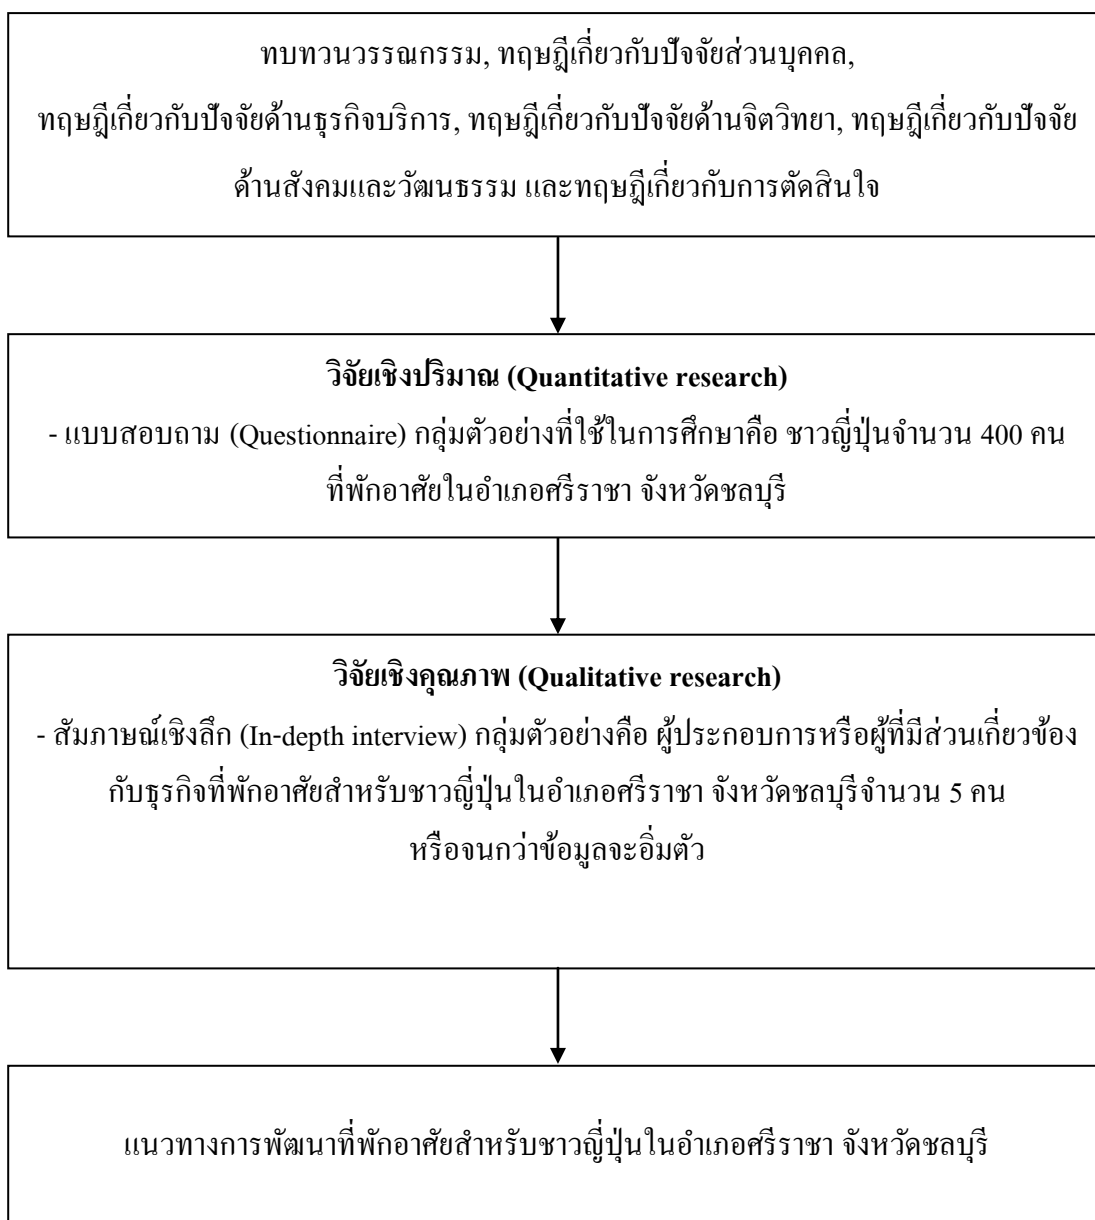 ทบทวนวรรณกรรม, ทฤษฎีเกี่ยวกับปัจจัยส่วนบุคคล,
ทฤษฎีเกี่ยวกับปัจจัยด้านธุรกิจบริการ, ทฤษฎีเกี่ยวกับปัจจัยด้านจิตวิทยา, ทฤษฎีเกี่ยวกับปัจจัย
ด้านสังคมและวัฒนธรรม และทฤษฎีเกี่ยวกับการตัดสินใจ
วิจัยเชิงปริมาณ (Quantitative research)
- แบบสอบถาม (Questionnaire) กลุ่มตัวอย่างที่ใช้ในการศึกษาคือ ชาวญี่ปุ่นจำนวน 400 คน
ที่พักอาศัยในอำเภอศรีราชา จังหวัดชลบุรี
วิจัยเชิงคุณภาพ (Qualitative research)
- สัมภาษณ์เชิงลึก (In-depth interview) กลุ่มตัวอย่างคือ ผู้ประกอบการหรือผู้ที่มีส่วนเกี่ยวข้อง
กับธุรกิจที่พักอาศัยสำหรับชาวญี่ปุ่นในอำเภอศรีราชา จังหวัดชลบุรีจำนวน 5 คน
หรือจนกว่าข้อมูลจะอิ่มตัว
แนวทางการพัฒนาที่พักอาศัยสำหรับชาวญี่ปุ่นในอำเภอศรีราชา จังหวัดชลบุรี